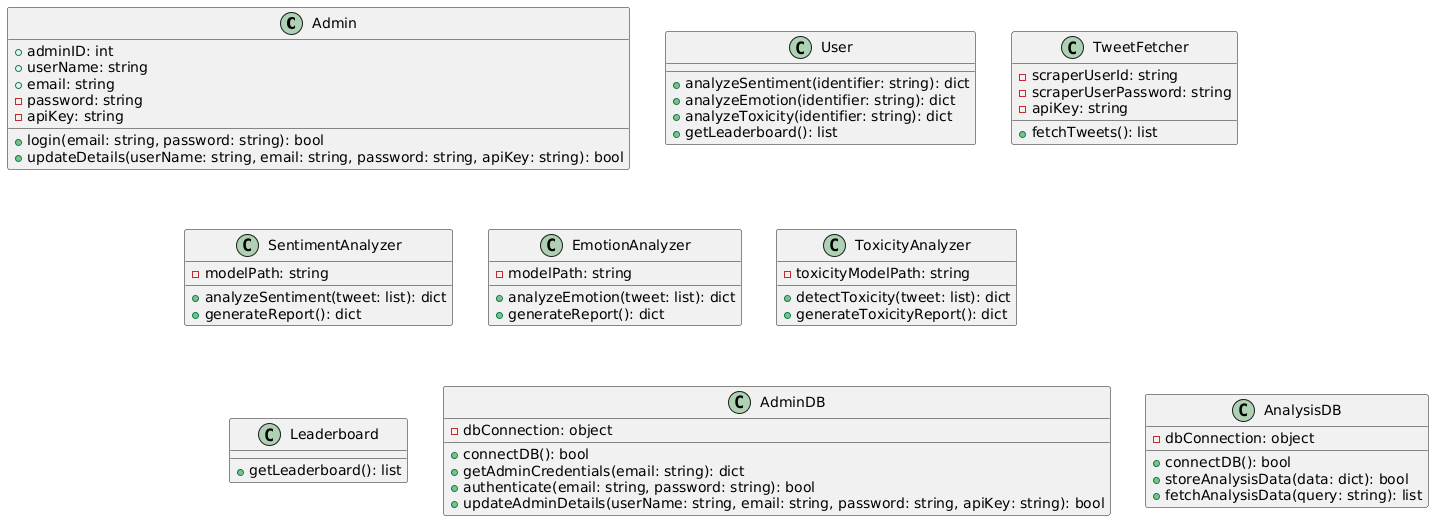 C Admin
adminID: int
userName: string
email: string
password: string
apiKey: string
login(email: string, password: string): bool
updateDetails(userName: string, email: string, password: string, apiKey: string): bool
C User
analyzeSentiment(identifier: string): dict
analyzeEmotion(identifier: string): dict
analyzeToxicity(identifier: string): dict
getLeaderboard(): list
C TweetFetcher
scraperUserId: string
scraperUserPassword: string
apiKey: string
fetchTweets(): list
C SentimentAnalyzer
modelPath: string
analyzeSentiment(tweet: list): dict
generateReport(): dict
C EmotionAnalyzer
modelPath: string
analyzeEmotion(tweet: list): dict
generateReport(): dict
C ToxicityAnalyzer
toxicityModelPath: string
detectToxicity(tweet: list): dict
generateToxicityReport(): dict
C Leaderboard
getLeaderboard(): list
C AdminDB
dbConnection: object
connectDB(): bool
getAdminCredentials(email: string): dict
authenticate(email: string, password: string): bool
updateAdminDetails(userName: string, email: string, password: string, apiKey: string): bool
C AnalysisDB
dbConnection: object
connectDB(): bool
storeAnalysisData(data: dict): bool
fetchAnalysisData(query: string): list